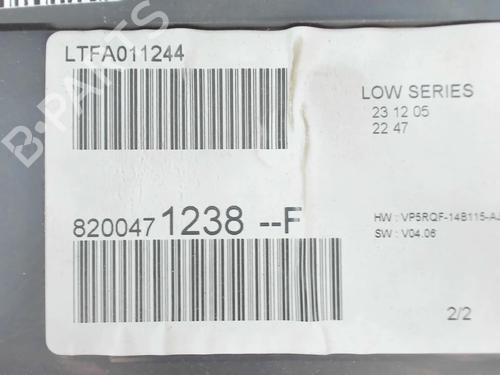 LTFA011244
LOW SERIES
23 12 05
22 47
8200471238 --F
HW : VP5RQF-14B115-AJ
SW : V04.06
2/2
B-PARTS